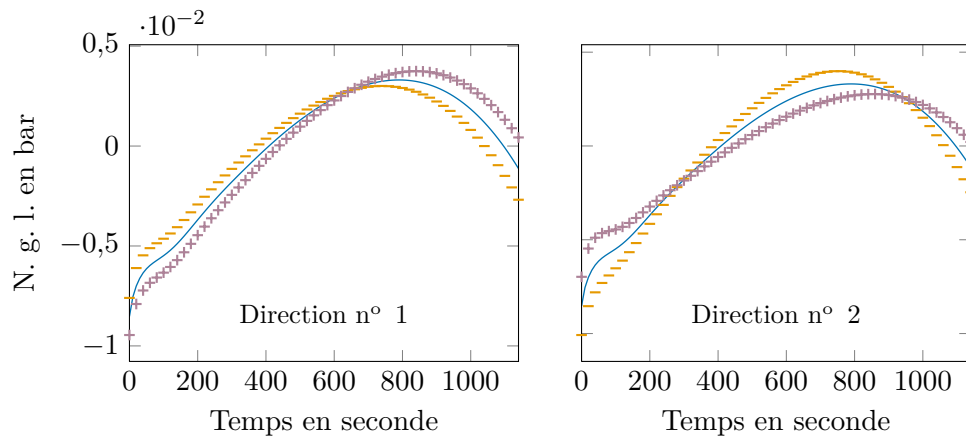 ·10⁻²
0,5
0
−0,5
−1
N. g. l. en bar
Direction nº 1
0 200 400 600 800 1000
Temps en seconde
Direction nº 2
0 200 400 600 800 1000
Temps en seconde